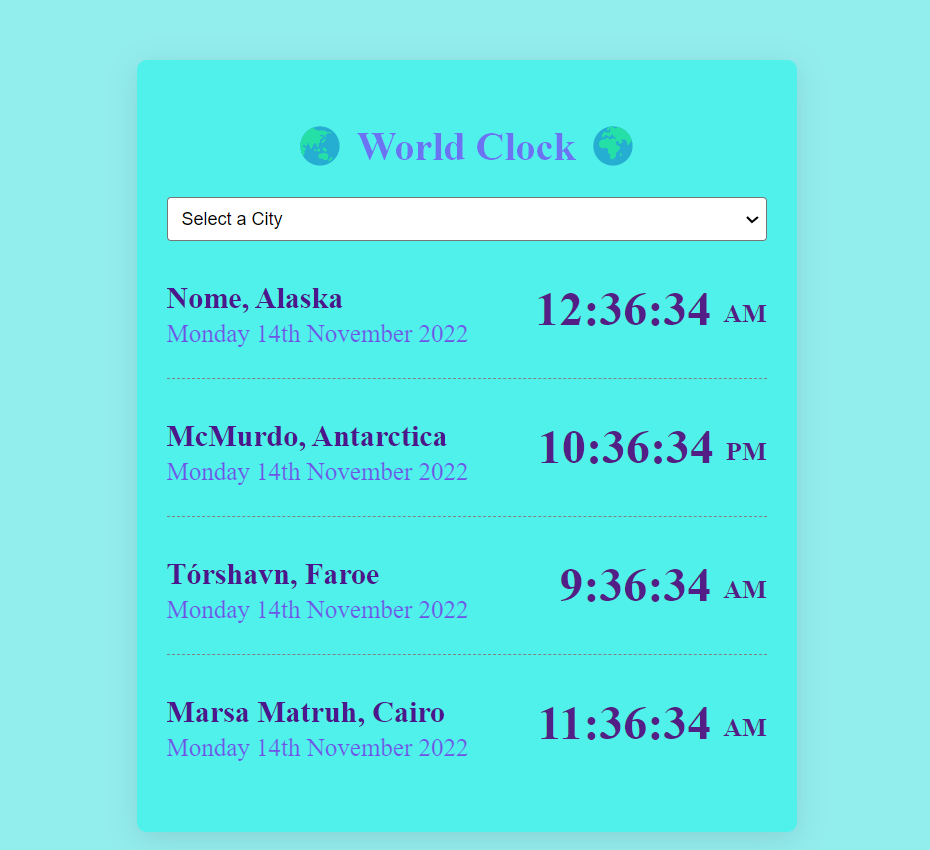 World Clock
Select a City
Nome, Alaska
12:36:34 AM
Monday 14th November 2022
McMurdo, Antarctica
10:36:34 PM
Monday 14th November 2022
Tórshavn, Faroe
9:36:34 AM
Monday 14th November 2022
Marsa Matruh, Cairo
11:36:34 AM
Monday 14th November 2022